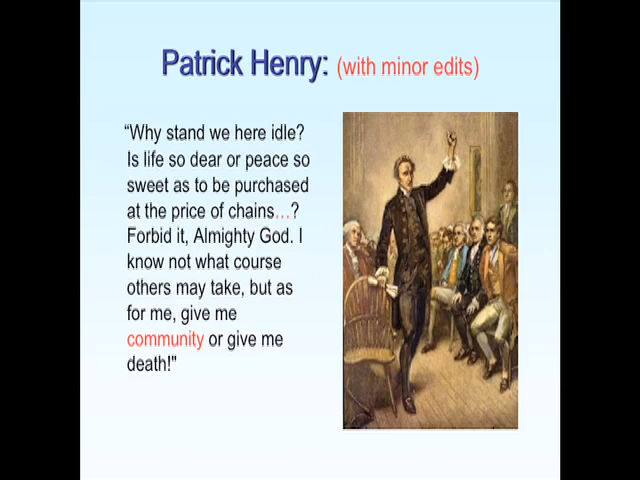 Patrick Henry: (with minor edits)
“Why stand we here idle?
Is life so dear or peace so
sweet as to be purchased
at the price of chains…?
Forbid it, Almighty God. I
know not what course
others may take, but as
for me, give me
community or give me
death!"